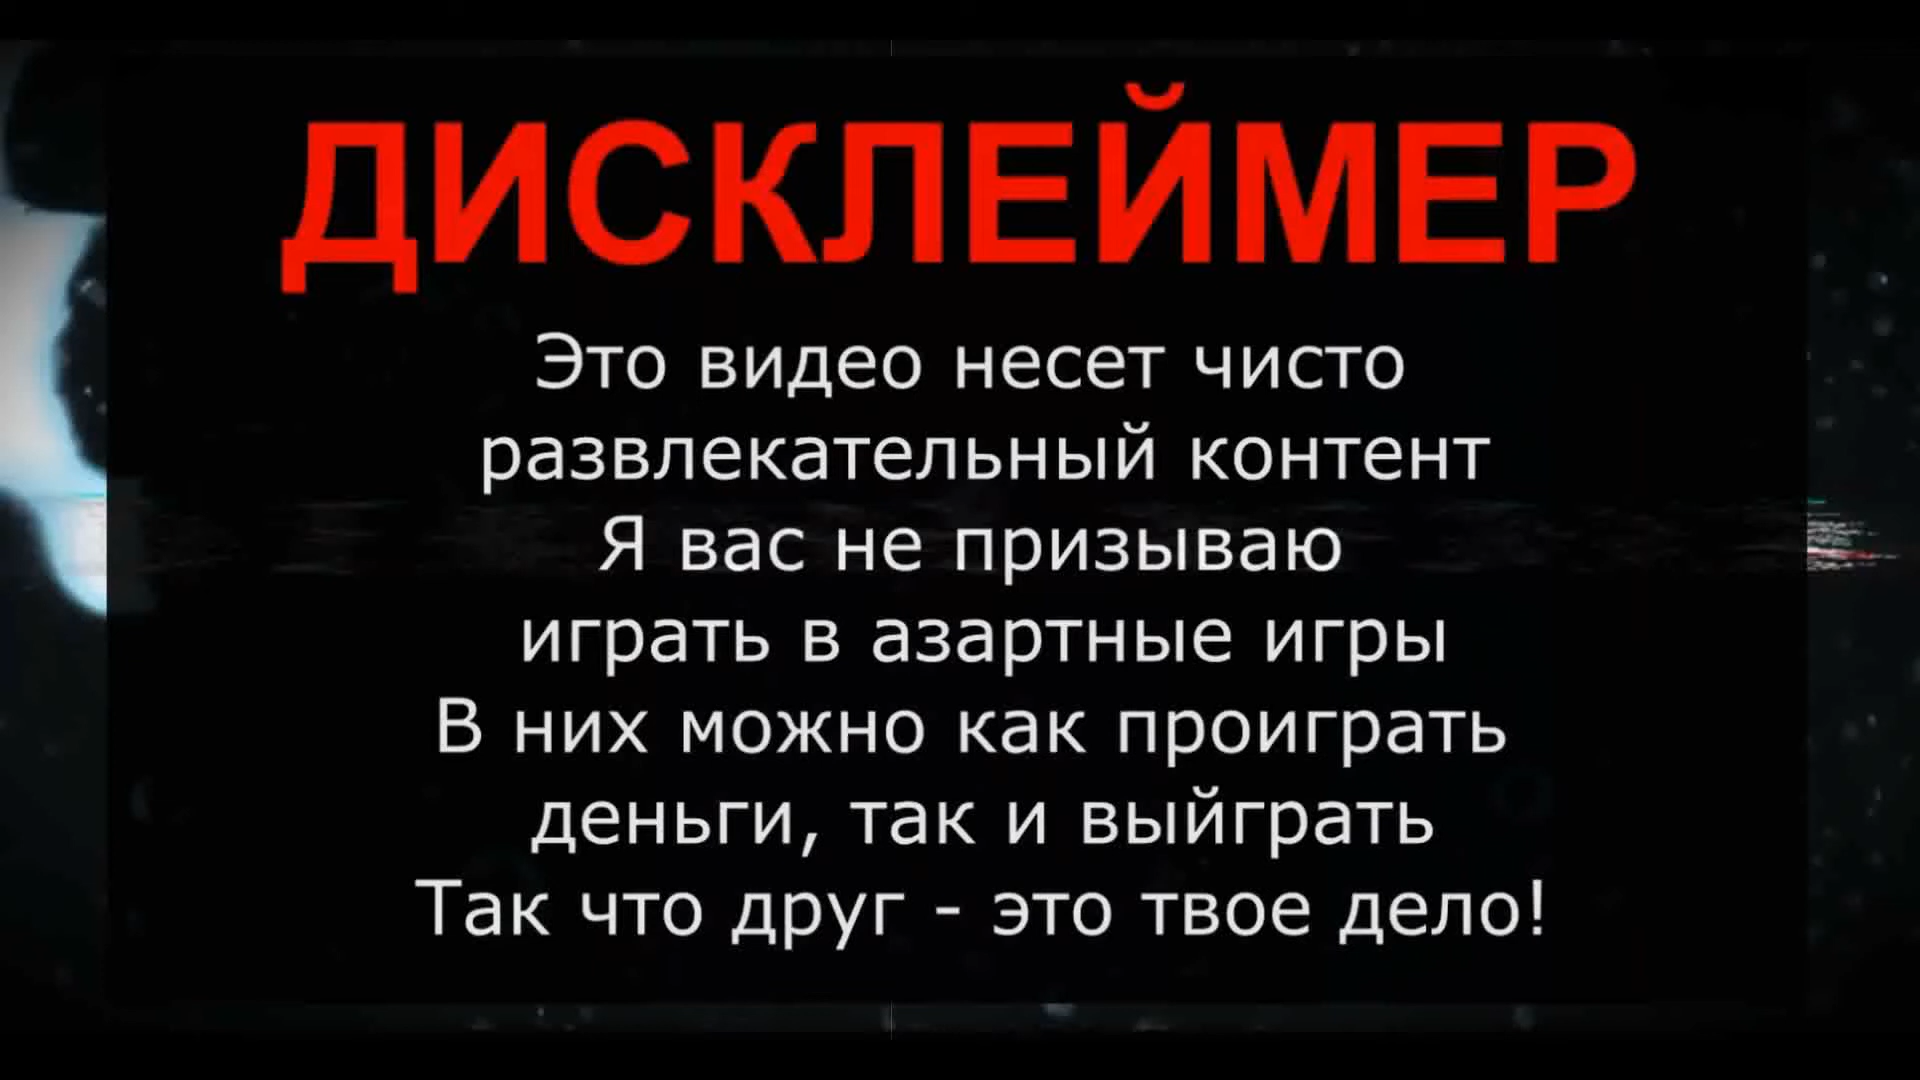 ДИСКЛЕЙМЕР
Это видео несет чисто
развлекательный контент
Я вас не призываю
играть в азартные игры
В них можно как проиграть
деньги, так и выйграть
Так что друг - это твое дело!